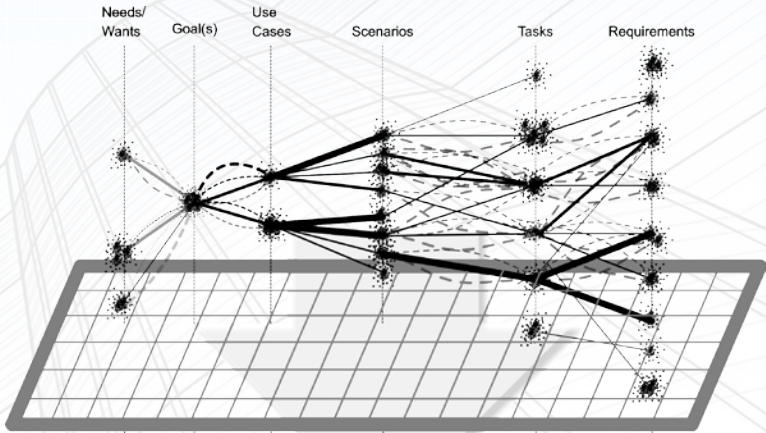 Needs/
Wants
Goal(s)
Use
Cases
Scenarios
Tasks
Requirements